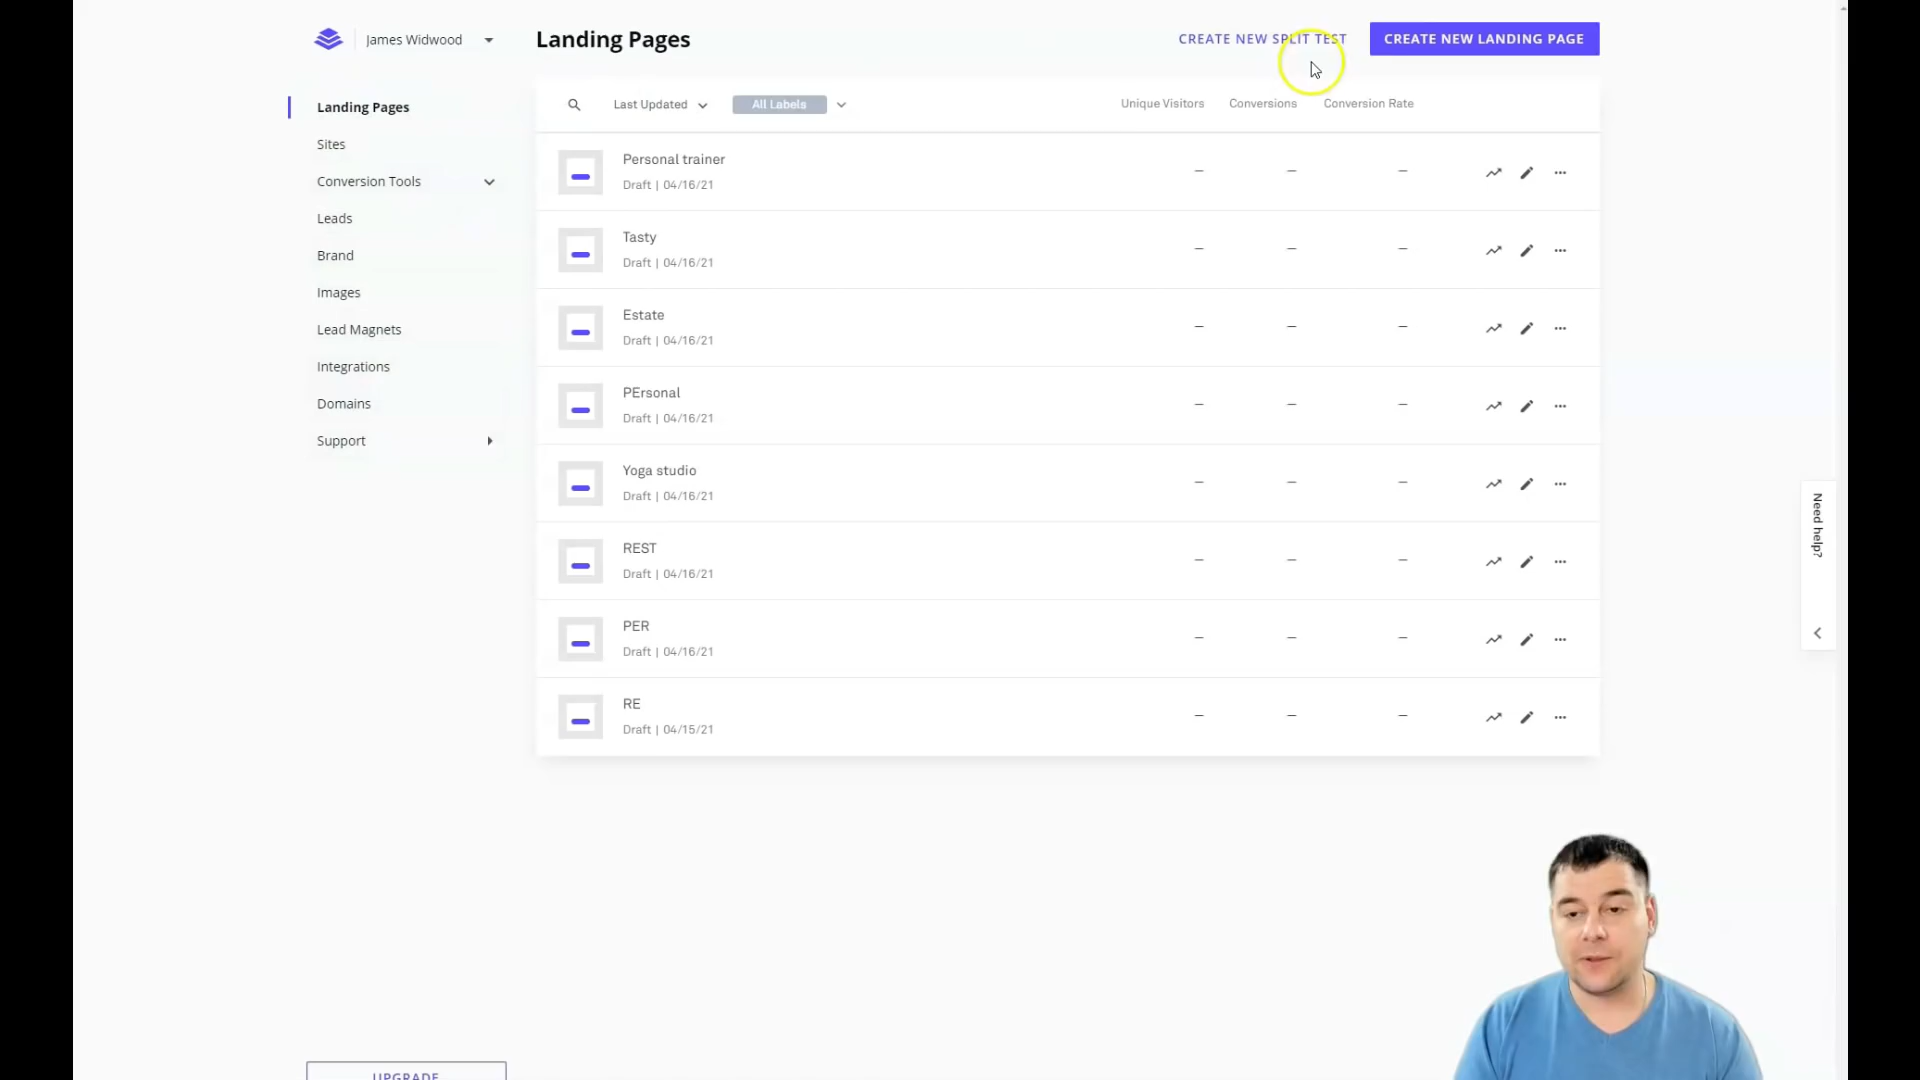 James Widwood
Landing Pages
CREATE NEW SPLIT TEST
CREATE NEW LANDING PAGE
Landing Pages
Sites
Conversion Tools
Leads
Brand
Images
Lead Magnets
Integrations
Domains
Support
Last Updated
All Labels
Unique Visitors
Conversions
Conversion Rate
Personal trainer
Draft | 04/16/21
Tasty
Draft | 04/16/21
Estate
Draft | 04/16/21
PErsonal
Draft | 04/16/21
Yoga studio
Draft | 04/16/21
REST
Draft | 04/16/21
PER
Draft | 04/16/21
RE
Draft | 04/15/21
Need help?
UPGRADE